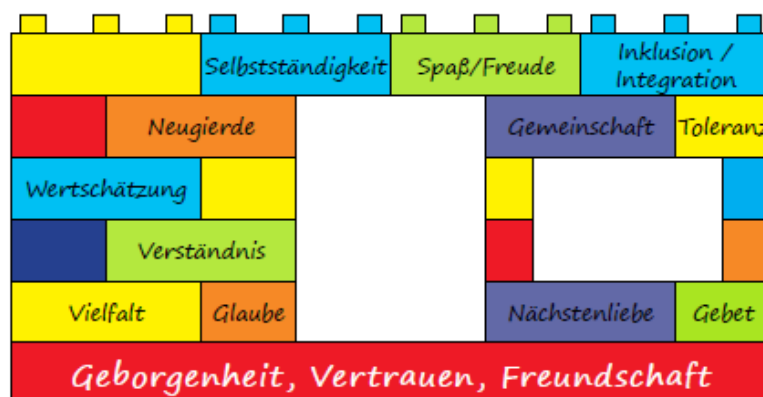 Selbstständigkeit
Spaß/Freude
Inklusion /
Integration
Neugierde
Gemeinschaft
Toleranz
Wertschätzung
Verständnis
Vielfalt
Glaube
Nächstenliebe
Gebet
Geborgenheit, Vertrauen, Freundschaft